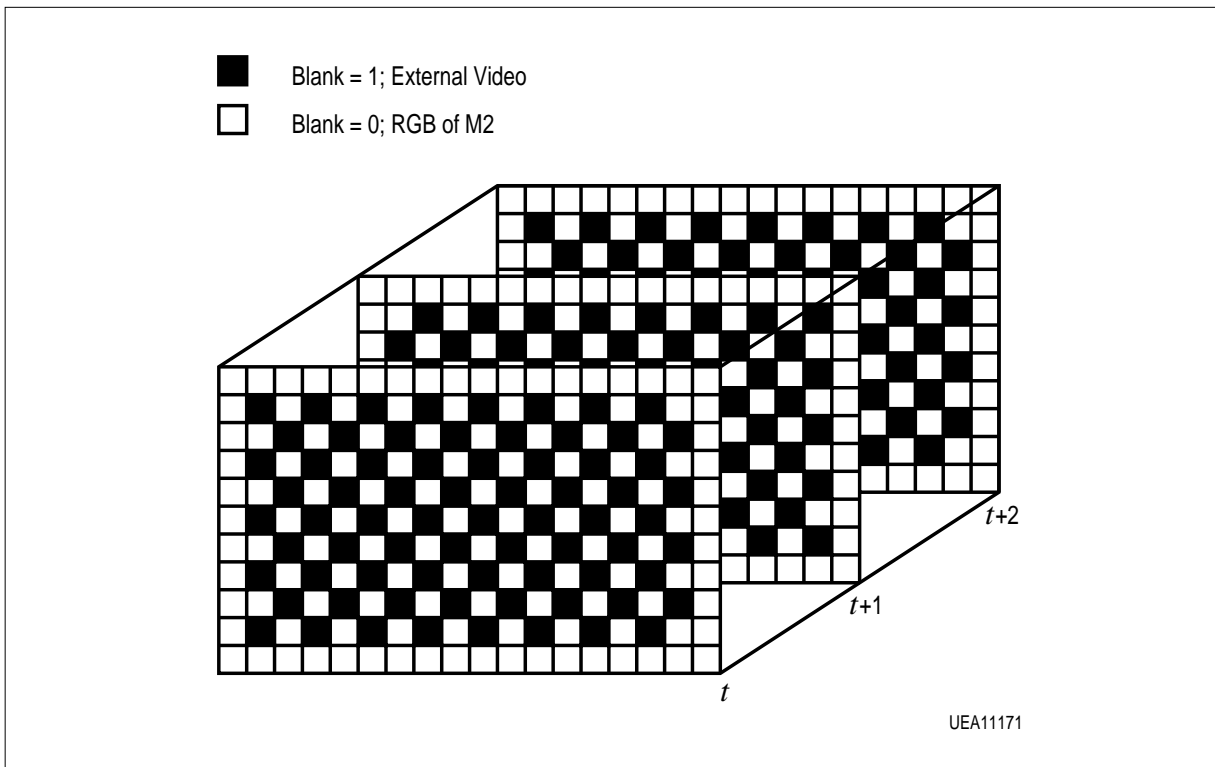 Blank = 1; External Video
Blank = 0; RGB of M2
t+2
t+1
t
UEA11171